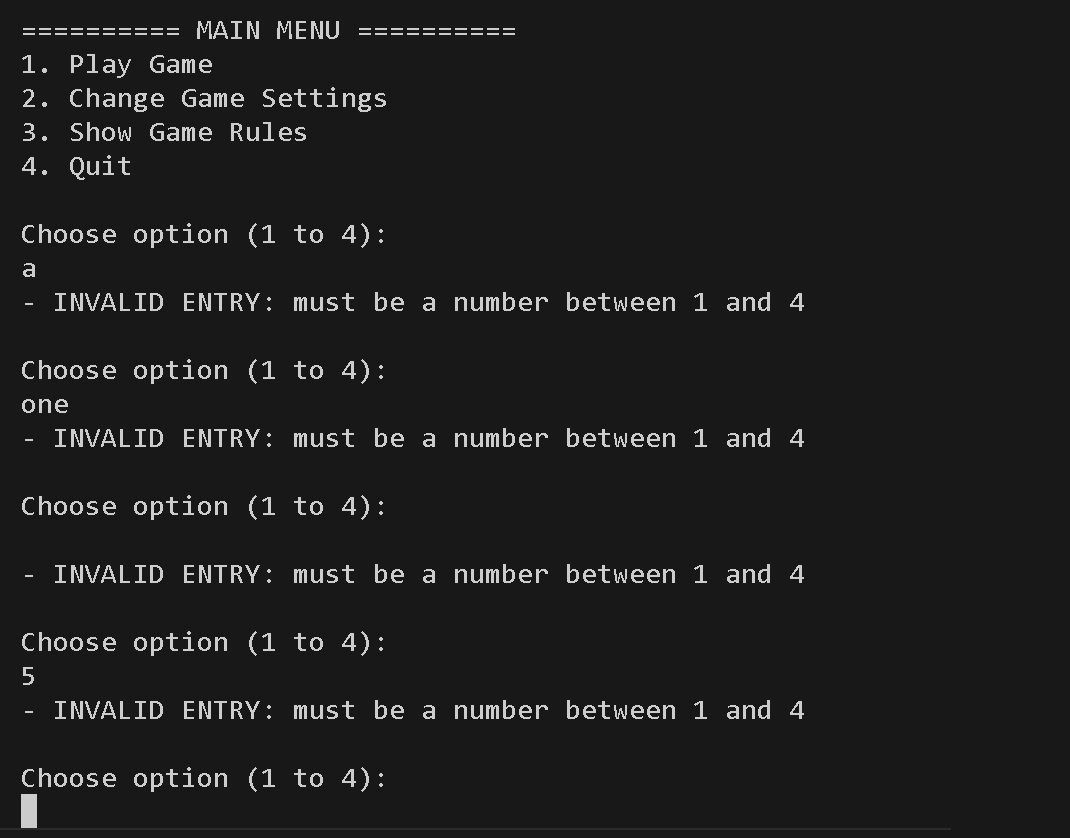 ========== MAIN MENU ==========
1. Play Game
2. Change Game Settings
3. Show Game Rules
4. Quit
Choose option (1 to 4):
a
- INVALID ENTRY: must be a number between 1 and 4
Choose option (1 to 4):
one
- INVALID ENTRY: must be a number between 1 and 4
Choose option (1 to 4):
- INVALID ENTRY: must be a number between 1 and 4
Choose option (1 to 4):
5
- INVALID ENTRY: must be a number between 1 and 4
Choose option (1 to 4):